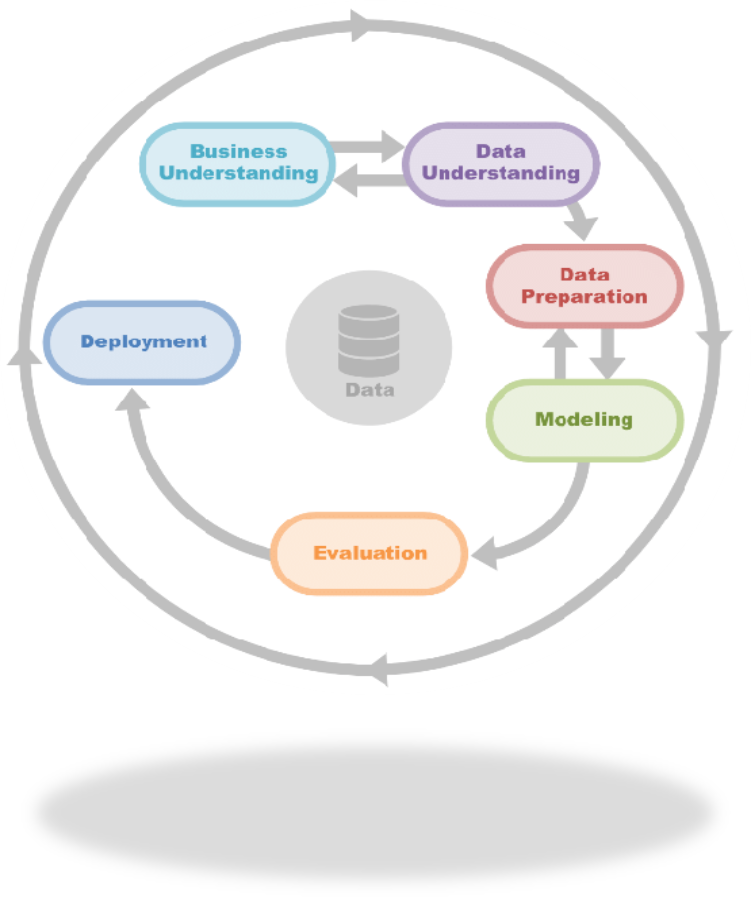 Business
Understanding
Data
Understanding
Data
Preparation
Deployment
Data
Modeling
Evaluation